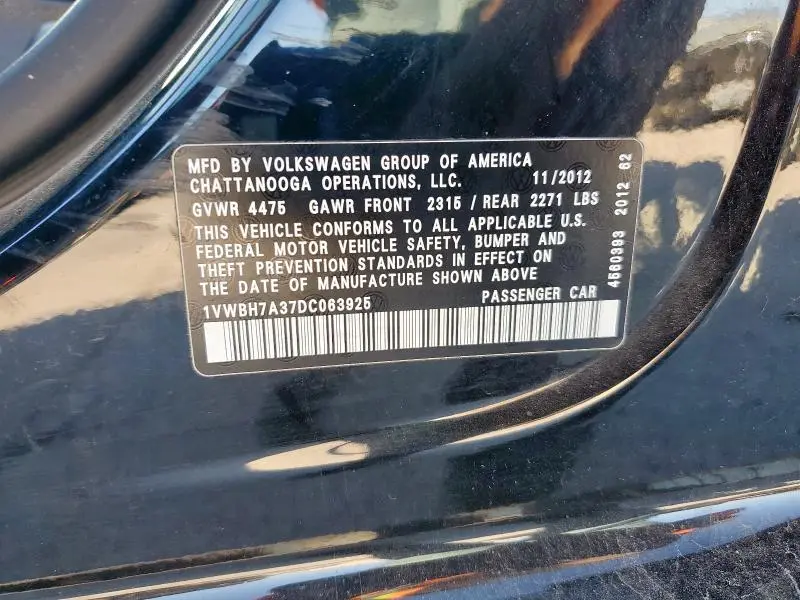 MFD BY VOLKSWAGEN GROUP OF AMERICA
CHATTANOOGA OPERATIONS, LLC. 11/2012
GVWR 4475 GAWR FRONT 2315 / REAR 2271 LBS
THIS VEHICLE CONFORMS TO ALL APPLICABLE U.S.
FEDERAL MOTOR VEHICLE SAFETY, BUMPER AND
THEFT PREVENTION STANDARDS IN EFFECT ON
THE DATE OF MANUFACTURE SHOWN ABOVE
1VWBH7A37DC063925 PASSENGER CAR
4560393 2012 62